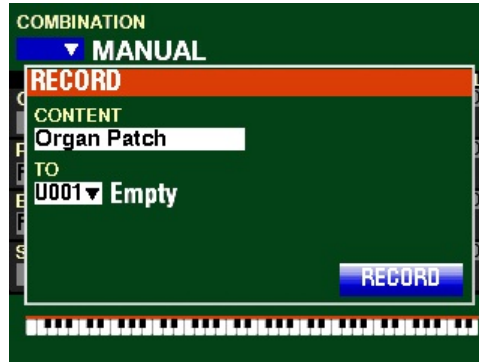 COMBINATION
MANUAL
RECORD
CONTENT
Organ Patch
TO
U001 Empty
RECORD